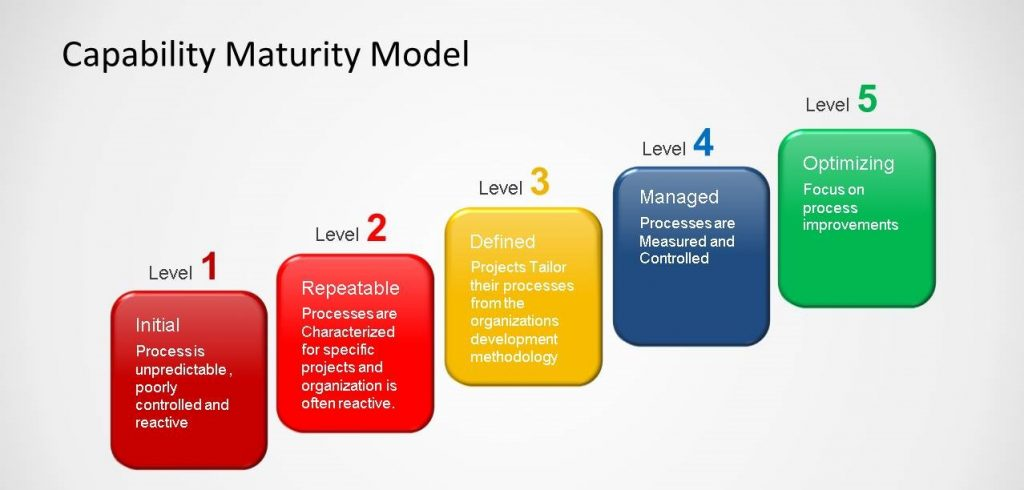 Capability Maturity Model
Level 1
Initial
Process is
unpredictable ,
poorly
controlled and
reactive
Level 2
Repeatable
Processes are
Characterized
for specific
projects and
organization is
often reactive.
Level 3
Defined
Projects Tailor
their processes
from the
organizations
development
methodology
Level 4
Managed
Processes are
Measured and
Controlled
Level 5
Optimizing
Focus on
process
improvements